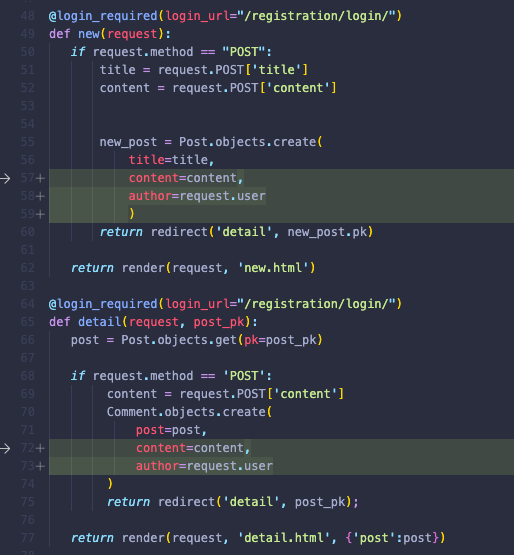 48 @login_required(login_url="/registration/login/")
49 def new(request):
50 if request.method == "POST":
51 title = request.POST['title']
52 content = request.POST['content']
53
54
55 new_post = Post.objects.create(
56 title=title,
57+ content=content,
58+ author=request.user
59+ )
60 return redirect('detail', new_post.pk)
61
62 return render(request, 'new.html')
63
64 @login_required(login_url="/registration/login/")
65 def detail(request, post_pk):
66 post = Post.objects.get(pk=post_pk)
67
68 if request.method == 'POST':
69 content = request.POST['content']
70 Comment.objects.create(
71 post=post,
72+ content=content,
73+ author=request.user
74 )
75 return redirect('detail', post_pk);
76
77 return render(request, 'detail.html', {'post':post})